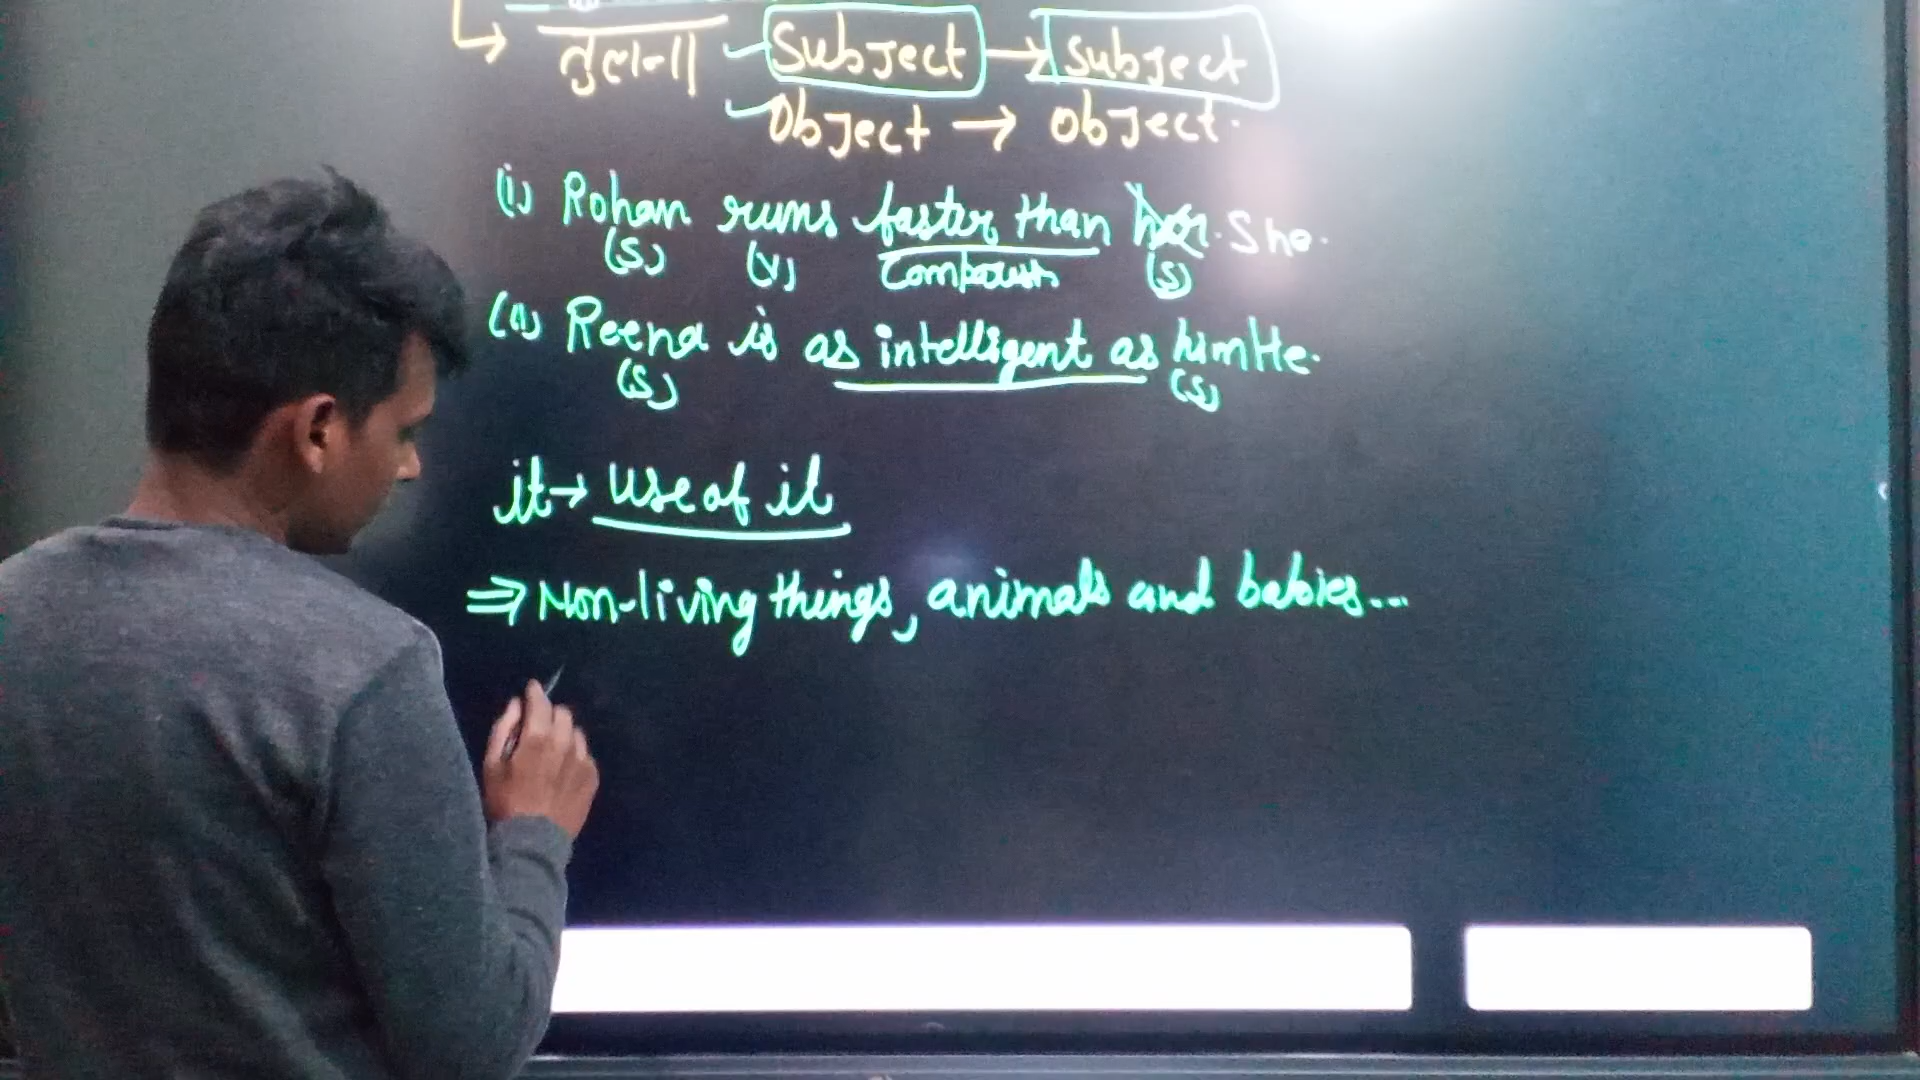 तुलना Subject → Subject
Object → Object.
(i) Rohan runs faster than her. She.
(S) (V) (S)
(ii) Reena is as intelligent as him He.
(S) (S)
it → Use of it
⇒ Non-living things, animals and babies...